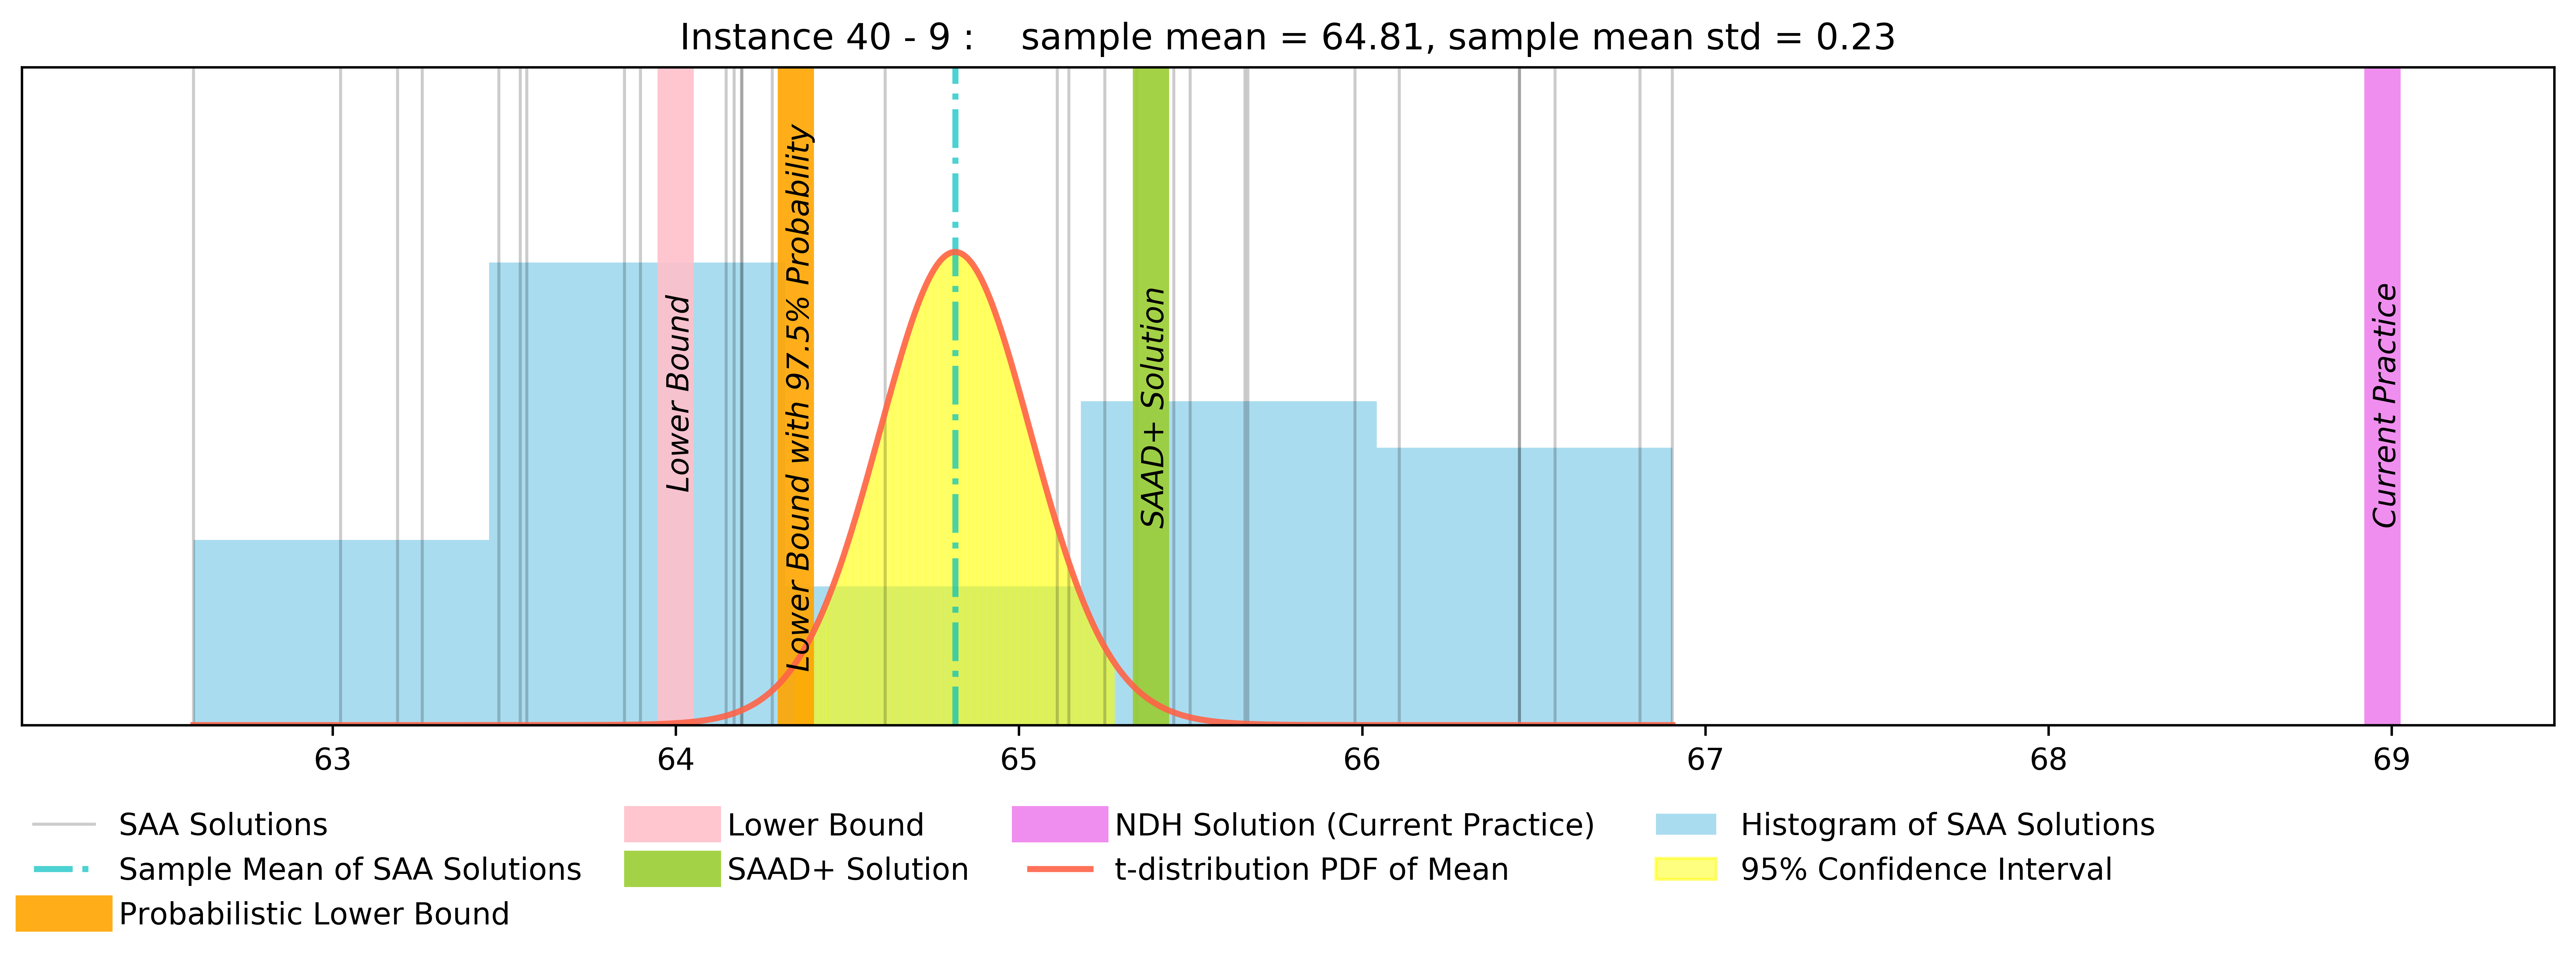 Instance 40 - 9 :    sample mean = 64.81, sample mean std = 0.23
Lower Bound
Lower Bound with 97.5% Probability
SAAD+ Solution
Current Practice
63 64 65 66 67 68 69
SAA Solutions
Sample Mean of SAA Solutions
Probabilistic Lower Bound
Lower Bound
SAAD+ Solution
NDH Solution (Current Practice)
t-distribution PDF of Mean
Histogram of SAA Solutions
95% Confidence Interval